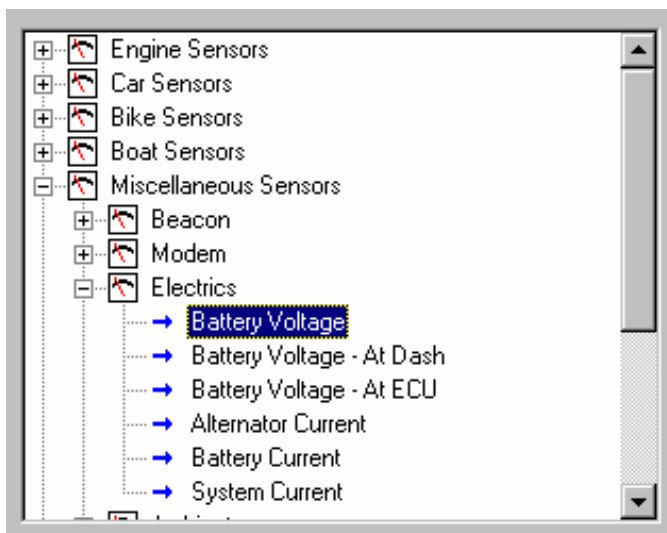 Engine Sensors
Car Sensors
Bike Sensors
Boat Sensors
Miscellaneous Sensors
Beacon
Modem
Electrics
Battery Voltage
Battery Voltage - At Dash
Battery Voltage - At ECU
Alternator Current
Battery Current
System Current